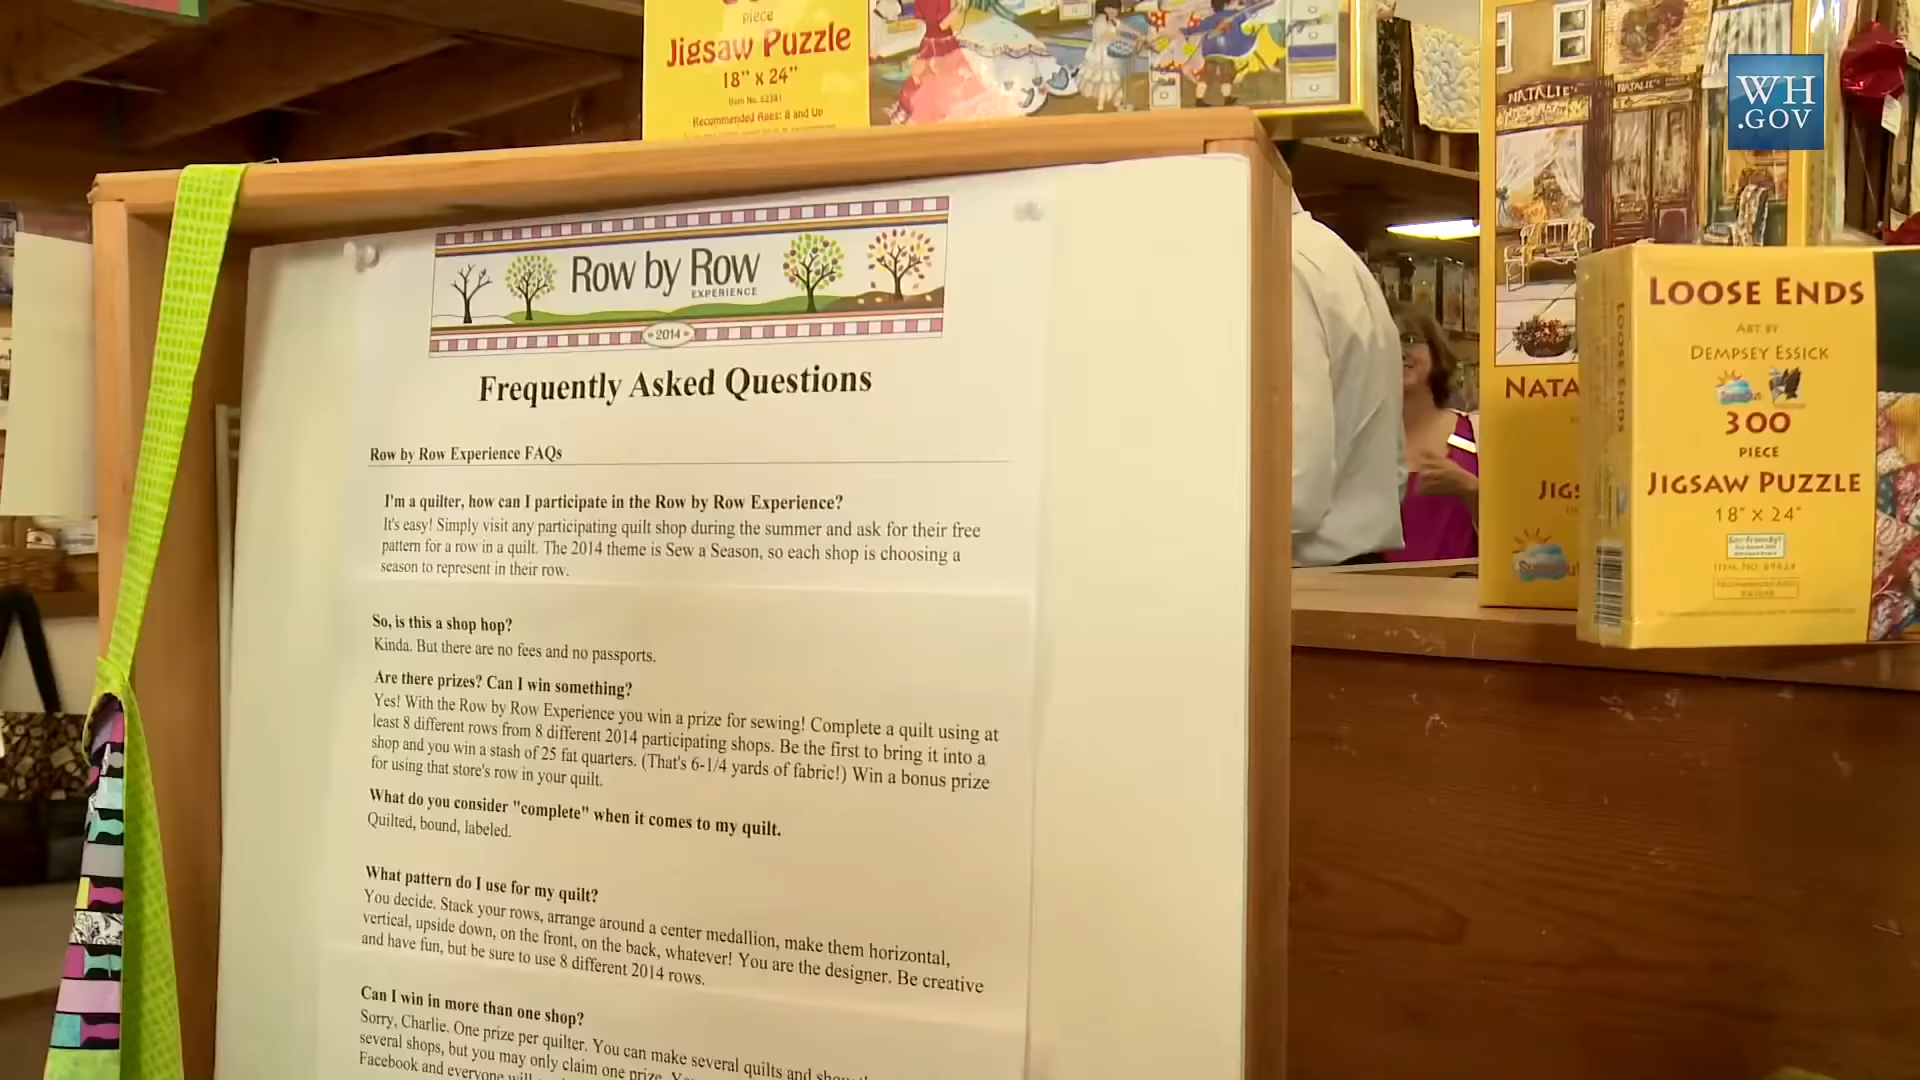 piece
Jigsaw Puzzle
18" x 24"
Item No. 62381
Recommended Ages: 8 and Up
NATALIE'S
NATALIE'S
WH
.GOV
Row by Row
EXPERIENCE
2014
Frequently Asked Questions
Row by Row Experience FAQs
I'm a quilter, how can I participate in the Row by Row Experience?
It's easy! Simply visit any participating quilt shop during the summer and ask for their free
pattern for a row in a quilt. The 2014 theme is Sew a Season, so each shop is choosing a
season to represent in their row.
So, is this a shop hop?
Kinda. But there are no fees and no passports.
Are there prizes? Can I win something?
Yes! With the Row by Row Experience you win a prize for sewing! Complete a quilt using at
least 8 different rows from 8 different 2014 participating shops. Be the first to bring it into a
shop and you win a stash of 25 fat quarters. (That's 6-1/4 yards of fabric!) Win a bonus prize
for using that store's row in your quilt.
What do you consider "complete" when it comes to my quilt.
Quilted, bound, labeled.
What pattern do I use for my quilt?
You decide. Stack your rows, arrange around a center medallion, make them horizontal,
vertical, upside down, on the front, on the back, whatever! You are the designer. Be creative
and have fun, but be sure to use 8 different 2014 rows.
Can I win in more than one shop?
Sorry, Charlie. One prize per quilter. You can make several quilts and
several shops, but you may only claim one prize.
Facebook and everyone
NATA
JIGS
LOOSE ENDS
LOOSE ENDS
ART BY
DEMPSEY ESSICK
300
PIECE
JIGSAW PUZZLE
18" X 24"
ITEM NO. 69624